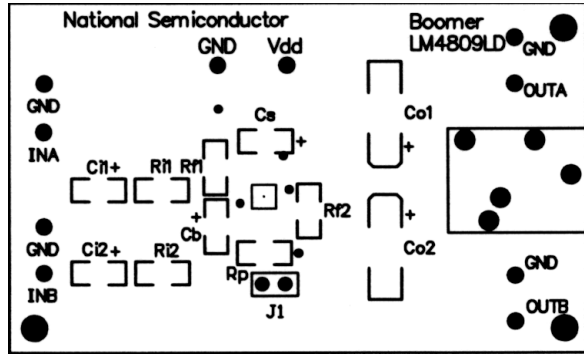 National Semiconductor
Boomer
LM4809LD
GND
Vdd
GND
OUTA
GND
INA
Cs
Co1
Ci1+
Ri1
Rf1
+
+
+
+
Rf2
Cb
GND
Ci2+
Ri2
Co2
Rp
GND
INB
J1
OUTB